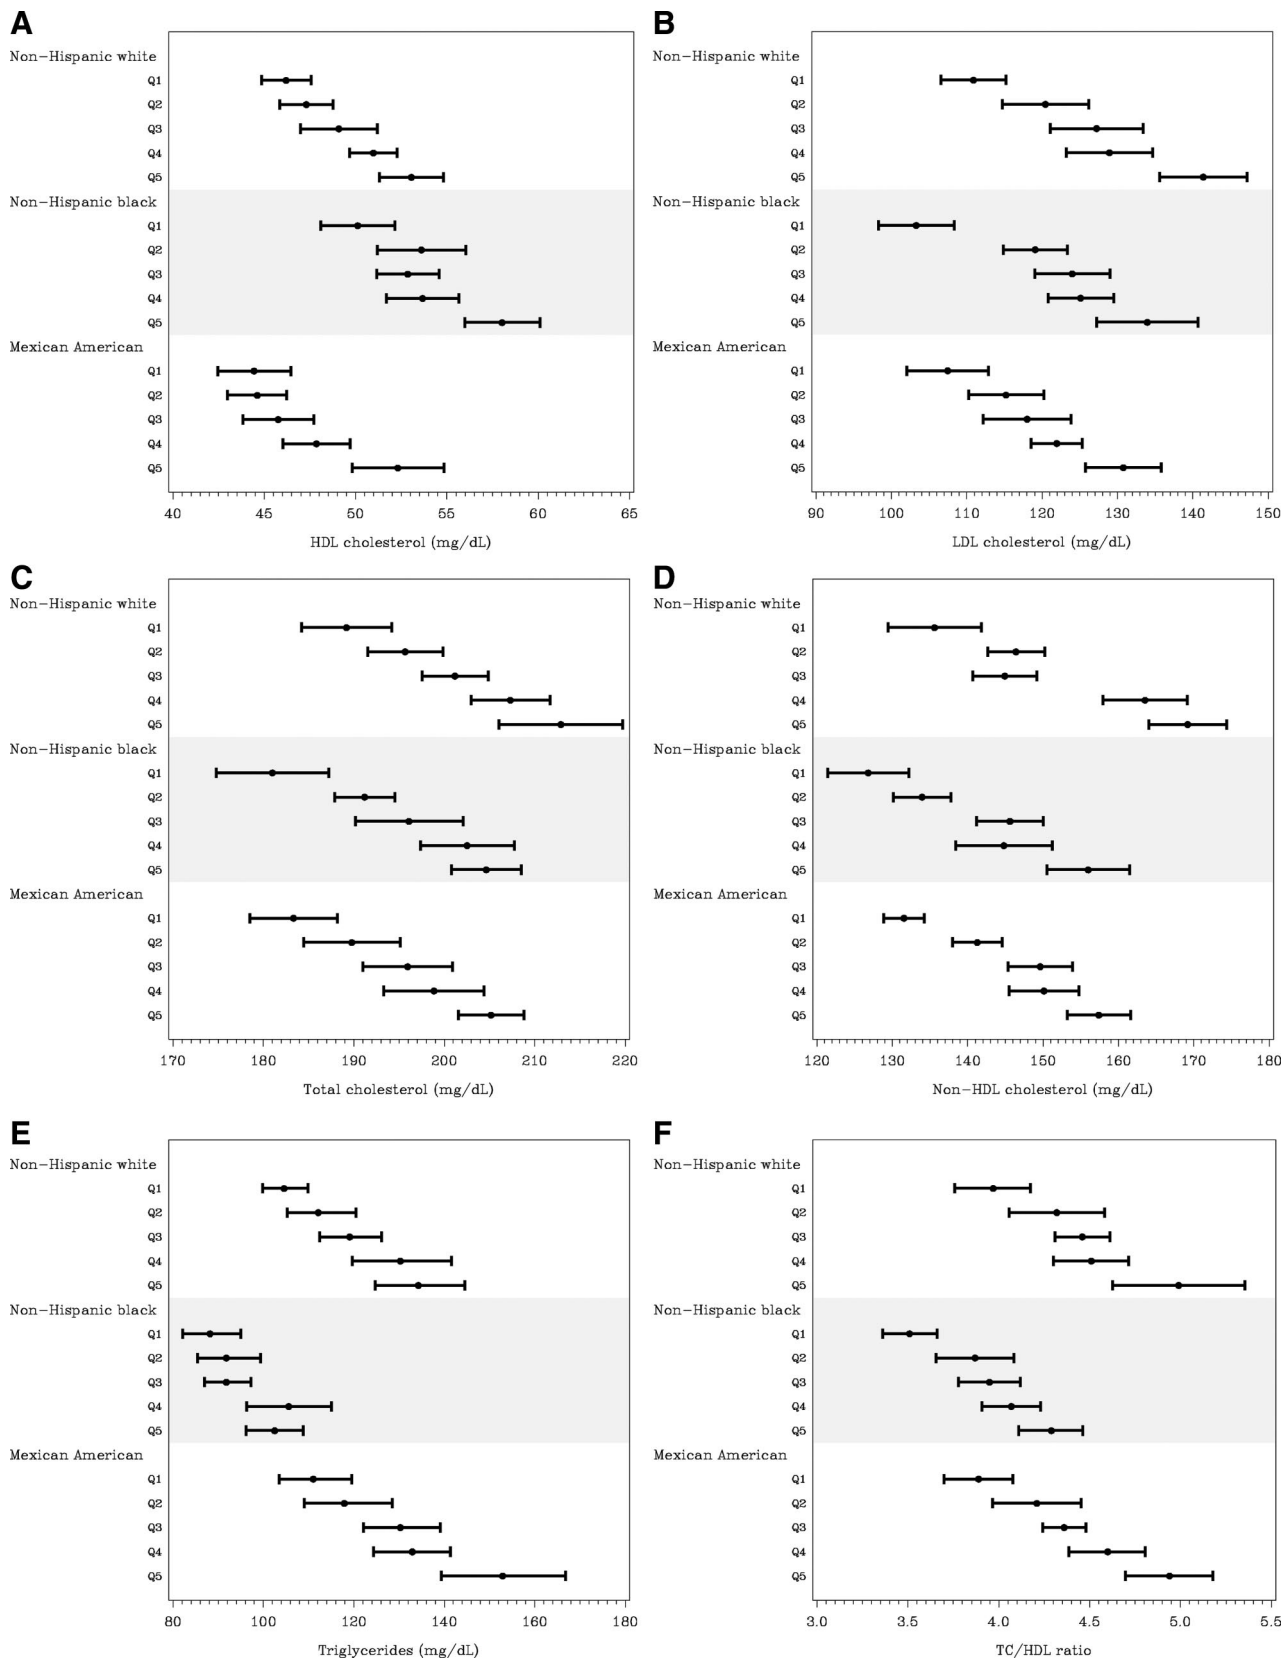 A
Non-Hispanic white
Q1
Q2
Q3
Q4
Q5
Non-Hispanic black
Q1
Q2
Q3
Q4
Q5
Mexican American
Q1
Q2
Q3
Q4
Q5
40 45 50 55 60 65
HDL cholesterol (mg/dL)
B
Non-Hispanic white
Q1
Q2
Q3
Q4
Q5
Non-Hispanic black
Q1
Q2
Q3
Q4
Q5
Mexican American
Q1
Q2
Q3
Q4
Q5
90 100 110 120 130 140 150
LDL cholesterol (mg/dL)
C
Non-Hispanic white
Q1
Q2
Q3
Q4
Q5
Non-Hispanic black
Q1
Q2
Q3
Q4
Q5
Mexican American
Q1
Q2
Q3
Q4
Q5
170 180 190 200 210 220
Total cholesterol (mg/dL)
D
Non-Hispanic white
Q1
Q2
Q3
Q4
Q5
Non-Hispanic black
Q1
Q2
Q3
Q4
Q5
Mexican American
Q1
Q2
Q3
Q4
Q5
120 130 140 150 160 170 180
Non-HDL cholesterol (mg/dL)
E
Non-Hispanic white
Q1
Q2
Q3
Q4
Q5
Non-Hispanic black
Q1
Q2
Q3
Q4
Q5
Mexican American
Q1
Q2
Q3
Q4
Q5
80 100 120 140 160 180
Triglycerides (mg/dL)
F
Non-Hispanic white
Q1
Q2
Q3
Q4
Q5
Non-Hispanic black
Q1
Q2
Q3
Q4
Q5
Mexican American
Q1
Q2
Q3
Q4
Q5
3.0 3.5 4.0 4.5 5.0 5.5
TC/HDL ratio